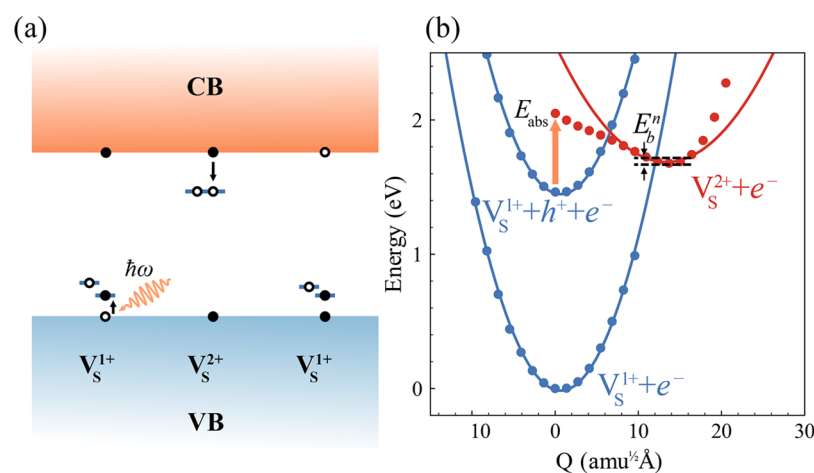 (a)
CB
ħω
V_S^{1+}
V_S^{2+}
V_S^{1+}
VB
(b)
Energy (eV)
2
1
0
E_abs
E_b^n
V_S^{2+}+e^-
V_S^{1+}+h^++e^-
V_S^{1+}+e^-
10
0
10
20
30
Q (amu^½Å)